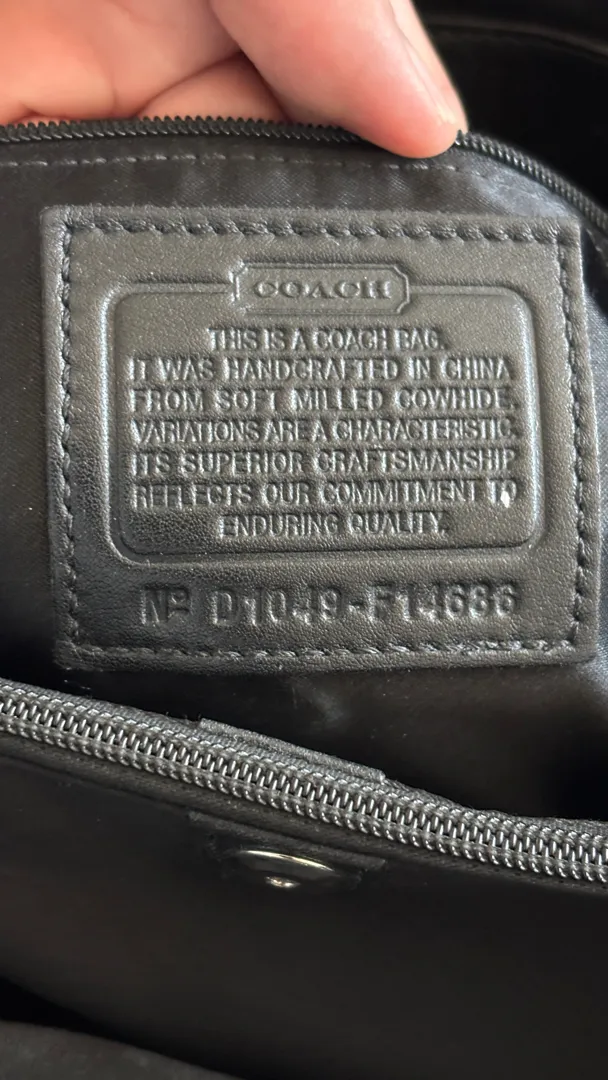 COACH
THIS IS A COACH BAG.
IT WAS HANDCRAFTED IN CHINA
FROM SOFT MILLED COWHIDE.
VARIATIONS ARE A CHARACTERISTIC.
ITS SUPERIOR CRAFTSMANSHIP
REFLECTS OUR COMMITMENT TO
ENDURING QUALITY.
Nº D1049-F14686